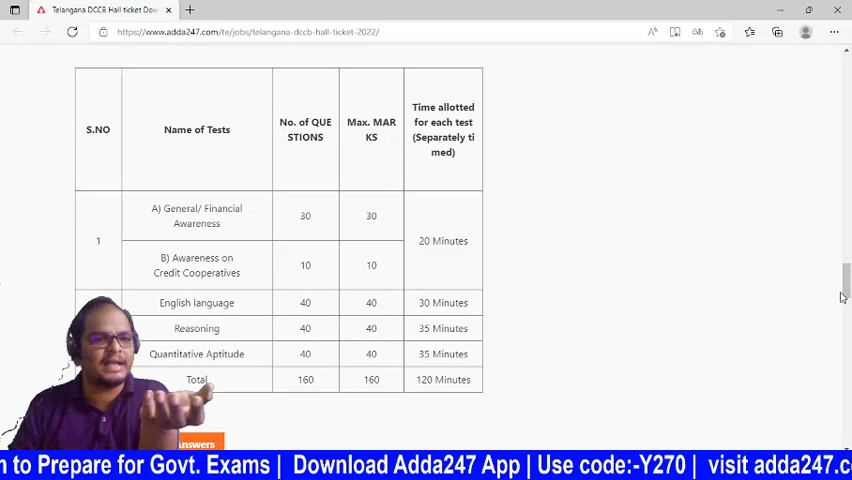 Telangana DCCB Hall ticket Dow
https://www.adda247.com/te/jobs/telangana-dccb-hall-ticket-2022/
S.NO
Name of Tests
No. of QUE
STIONS
Max. MAR
KS
Time allotted
for each test
(Separately ti
med)
1
A) General/ Financial
Awareness
30
30
20 Minutes
B) Awareness on
Credit Cooperatives
10
10
English language
40
40
30 Minutes
Reasoning
40
40
35 Minutes
Quantitative Aptitude
40
40
35 Minutes
Total
160
160
120 Minutes
Answers
to Prepare for Govt. Exams | Download Adda247 App | Use code:-Y270 | visit adda247.co